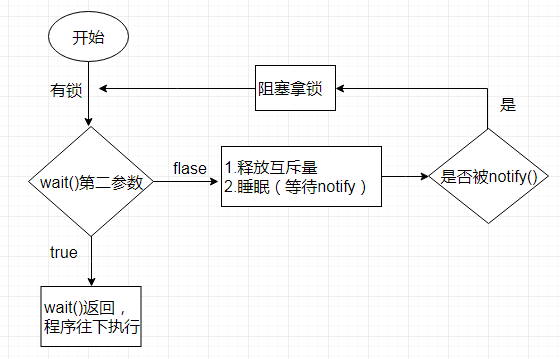 开始
有锁
阻塞拿锁
是
wait()第二参数
flase
1.释放互斥量
2.睡眠（等待notify）
是否被notify()
true
wait()返回，
程序往下执行